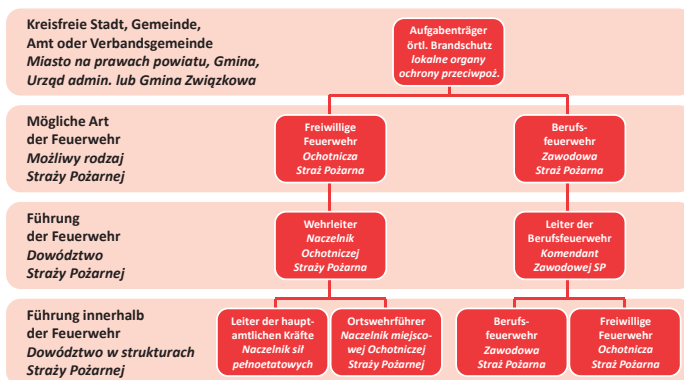 Kreisfreie Stadt, Gemeinde,
Amt oder Verbandsgemeinde
Miasto na prawach powiatu, Gmina,
Urząd admin. lub Gmina Związkowa
Aufgabenträger
örtl. Brandschutz
lokalne organy
ochrony przeciwpoż.
Mögliche Art
der Feuerwehr
Możliwy rodzaj
Straży Pożarnej
Freiwillige
Feuerwehr
Ochotnicza
Straż Pożarna
Berufs-
feuerwehr
Zawodowa
Straż Pożarna
Führung
der Feuerwehr
Dowództwo
Straży Pożarnej
Wehrleiter
Naczelnik
Ochotniczej
Straży Pożarna
Leiter der
Berufsfeuerwehr
Komendant
Zawodowej SP
Führung innerhalb
der Feuerwehr
Dowództwo w strukturach
Straży Pożarnej
Leiter der haupt-
amtlichen Kräfte
Naczelnik sił
pełnoetatowych
Ortswehrführer
Naczelnik miejsco-
wej Ochotniczej
Straży Pożarnej
Berufs-
feuerwehr
Zawodowa
Straż Pożarna
Freiwillige
Feuerwehr
Ochotnicza
Straż Pożarna